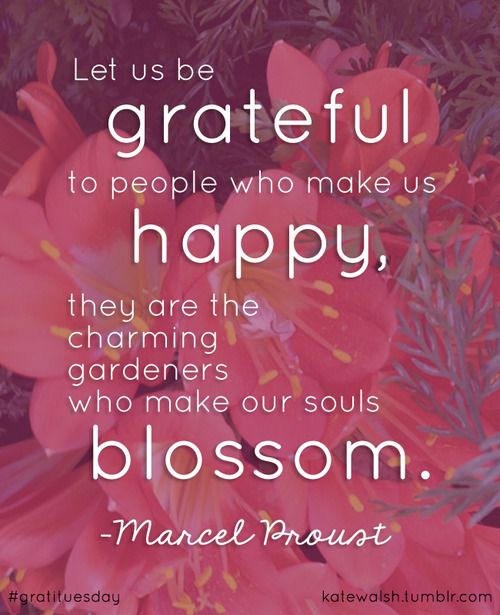 Let us be
grateful
to people who make us
happy,
they are the
charming
gardeners
who make our souls
blossom.
-Marcel Proust
#gratituesday katewalsh.tumblr.com